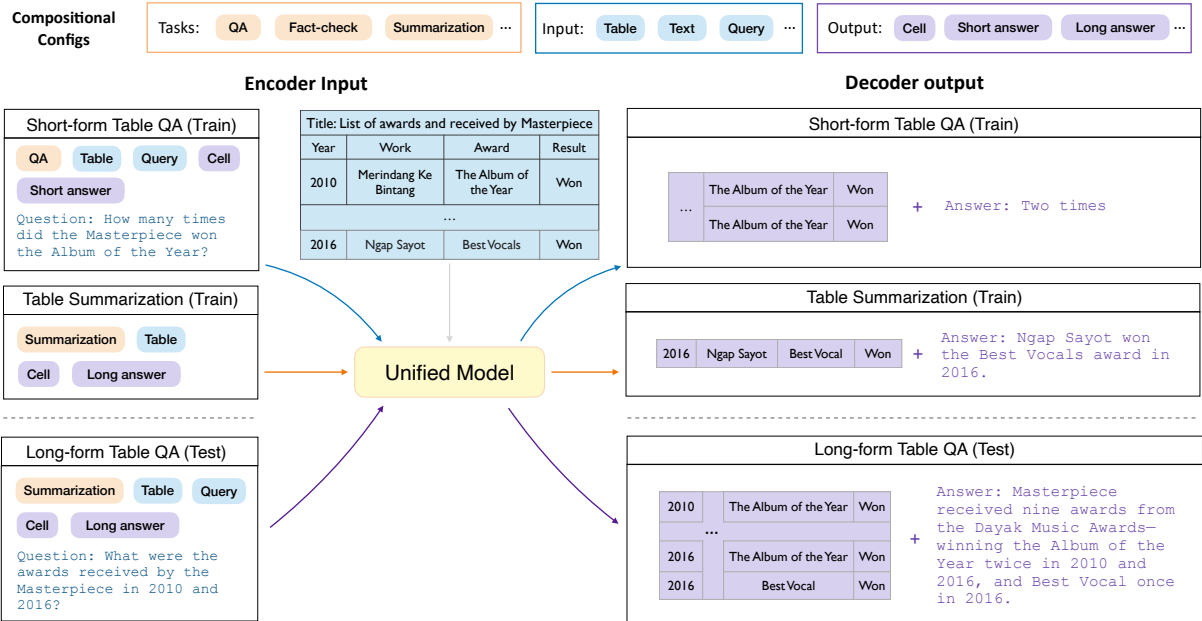 Compositional
Configs
Tasks: QA Fact-check Summarization ...
Input: Table Text Query ...
Output: Cell Short answer Long answer ...
Encoder Input
Decoder output
Short-form Table QA (Train)
QA Table Query Cell
Short answer
Question: How many times
did the Masterpiece won
the Album of the Year?
Title: List of awards and received by Masterpiece
Year Work Award Result
2010 Merindang Ke Bintang The Album of the Year Won
...
2016 Ngap Sayot Best Vocals Won
Short-form Table QA (Train)
... The Album of the Year Won
The Album of the Year Won
+ Answer: Two times
Table Summarization (Train)
Summarization Table
Cell Long answer
Unified Model
Table Summarization (Train)
2016 Ngap Sayot Best Vocal Won
+ Answer: Ngap Sayot won
the Best Vocals award in
2016.
Long-form Table QA (Test)
Summarization Table Query
Cell Long answer
Question: What were the
awards received by the
Masterpiece in 2010 and
2016?
Long-form Table QA (Test)
2010 The Album of the Year Won
...
2016 The Album of the Year Won
2016 Best Vocal Won
+ Answer: Masterpiece
received nine awards from
the Dayak Music Awards—
winning the Album of the
Year twice in 2010 and
2016, and Best Vocal once
in 2016.